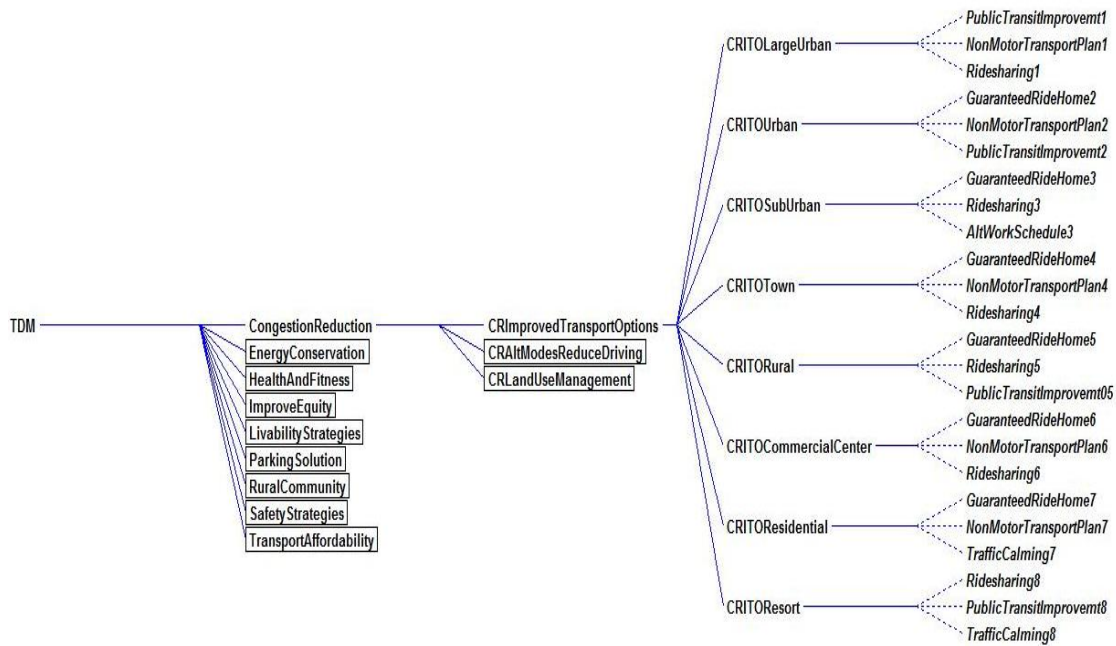 PublicTransitImprovemt1
CRITOLargeUrban
NonMotorTransportPlan1
Ridesharing1
GuaranteedRideHome2
CRITOUrban
NonMotorTransportPlan2
PublicTransitImprovemt2
GuaranteedRideHome3
CRITOSubUrban
Ridesharing3
AltWorkSchedule3
GuaranteedRideHome4
CRITOTown
NonMotorTransportPlan4
Ridesharing4
TDM
CongestionReduction
CRImprovedTransportOptions
EnergyConservation
CRAltModesReduceDriving
HealthAndFitness
CRLandUseManagement
ImproveEquity
LivabilityStrategies
ParkingSolution
RuralCommunity
SafetyStrategies
TransportAffordability
GuaranteedRideHome5
CRITORural
Ridesharing5
PublicTransitImprovemt05
GuaranteedRideHome6
CRITOCommercialCenter
NonMotorTransportPlan6
Ridesharing6
GuaranteedRideHome7
CRITOResidential
NonMotorTransportPlan7
TrafficCalming7
Ridesharing8
CRITOResort
PublicTransitImprovemt8
TrafficCalming8